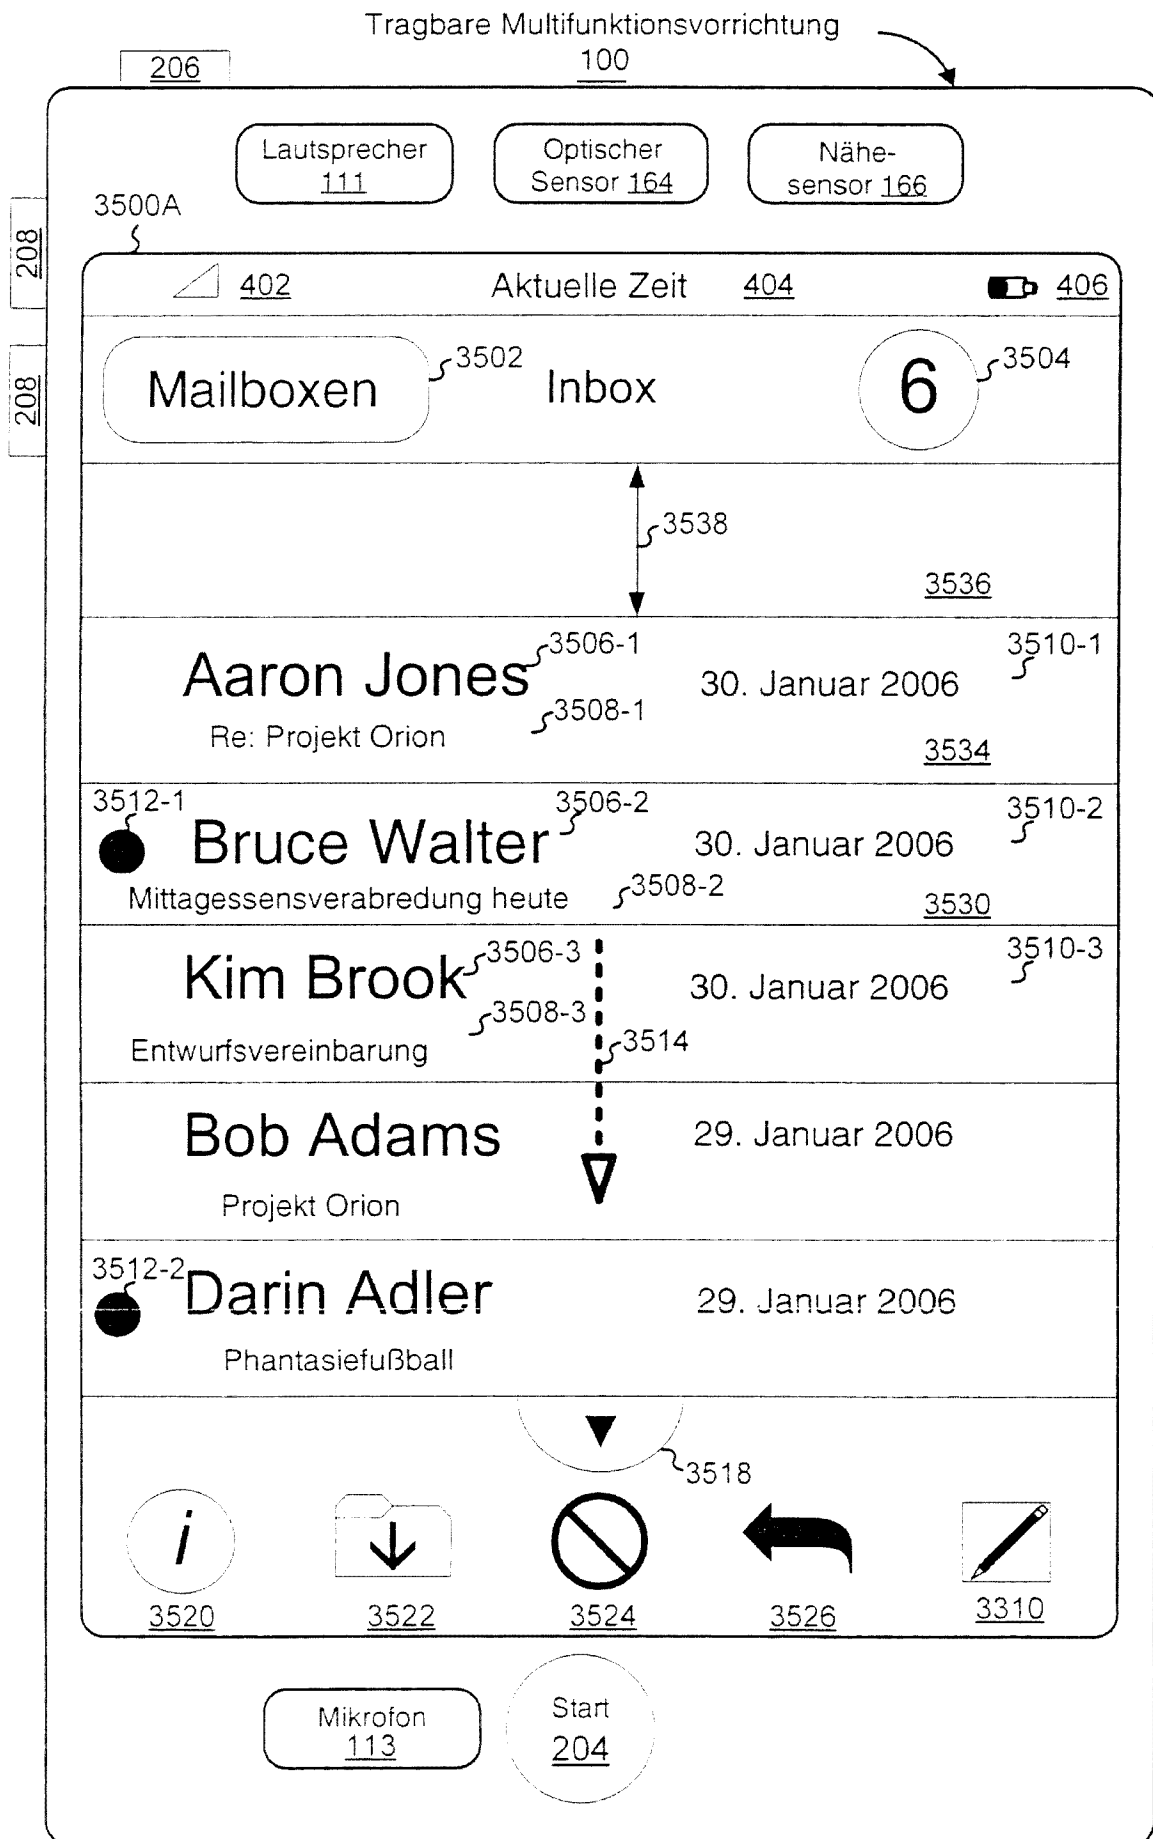 Tragbare Multifunktionsvorrichtung
100
206
Lautsprecher
111
Optischer
Sensor 164
Nähe-
sensor 166
3500A
208
208
402
Aktuelle Zeit 404
406
Mailboxen
3502
Inbox
6
3504
3538
3536
Aaron Jones
3506-1
30. Januar 2006
3510-1
Re: Projekt Orion
3508-1
3534
3512-1
Bruce Walter
3506-2
30. Januar 2006
3510-2
Mittagessensverabredung heute
3508-2
3530
Kim Brook
3506-3
30. Januar 2006
3510-3
3508-3
Entwurfsvereinbarung
3514
Bob Adams
29. Januar 2006
Projekt Orion
3512-2
Darin Adler
29. Januar 2006
Phantasiefußball
3518
i
3520
3522
3524
3526
3310
Mikrofon
113
Start
204